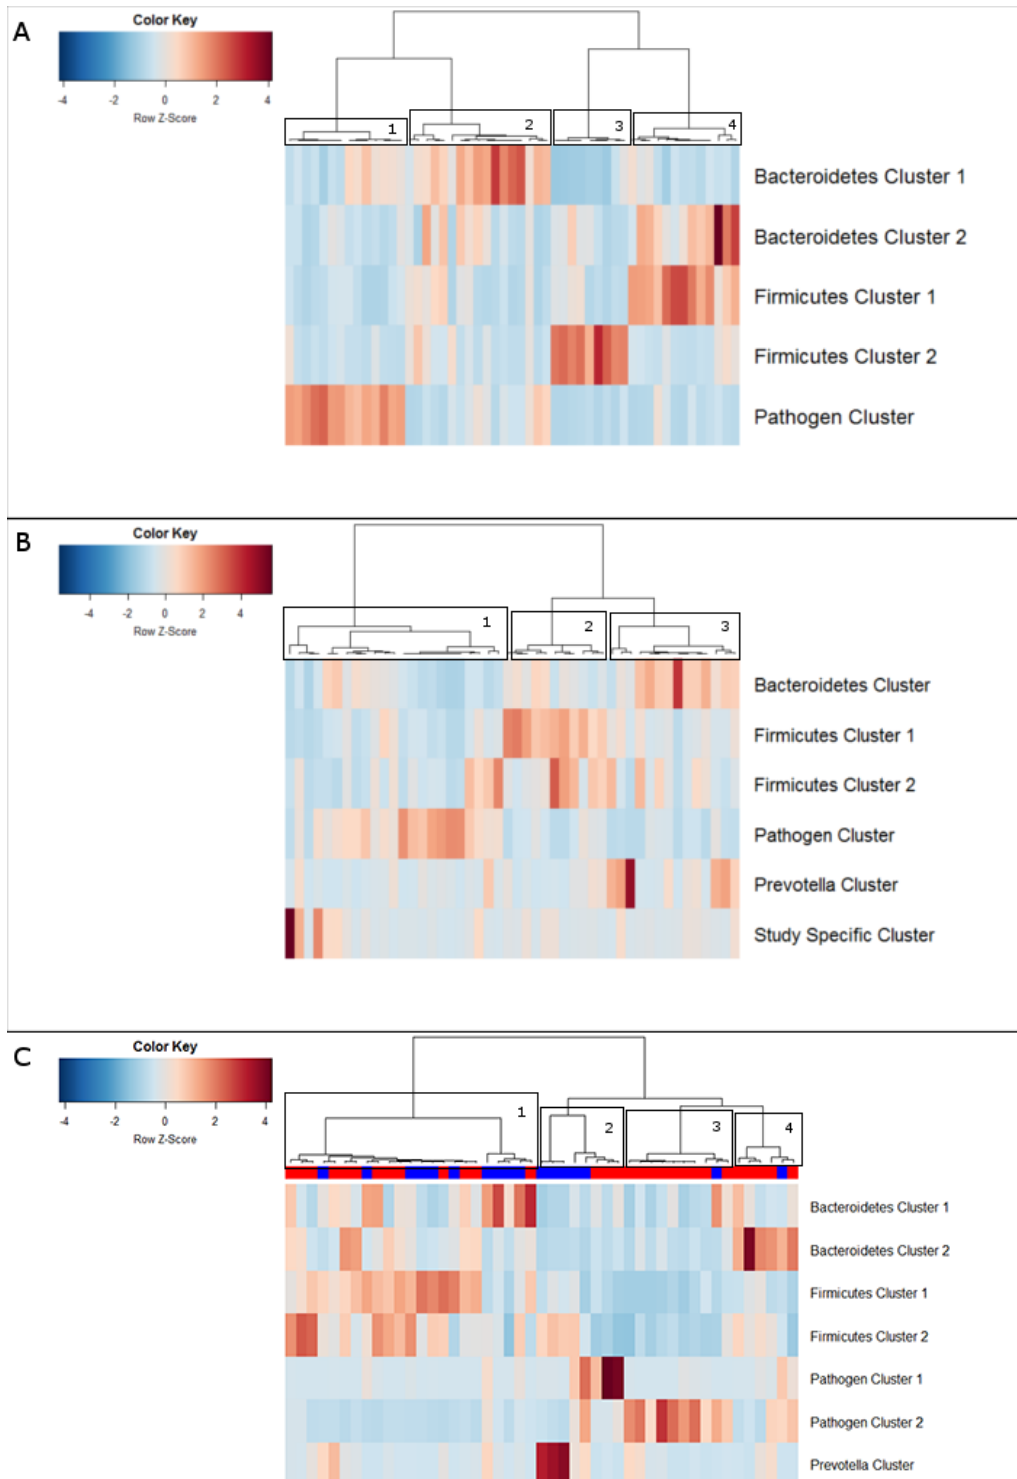 A
Color Key
-4 -2 0 2 4
Row Z-Score
1 2 3 4
Bacteroidetes Cluster 1
Bacteroidetes Cluster 2
Firmicutes Cluster 1
Firmicutes Cluster 2
Pathogen Cluster
B
Color Key
-4 -2 0 2 4
Row Z-Score
1 2 3
Bacteroidetes Cluster
Firmicutes Cluster 1
Firmicutes Cluster 2
Pathogen Cluster
Prevotella Cluster
Study Specific Cluster
C
Color Key
-4 -2 0 2 4
Row Z-Score
1 2 3 4
Bacteroidetes Cluster 1
Bacteroidetes Cluster 2
Firmicutes Cluster 1
Firmicutes Cluster 2
Pathogen Cluster 1
Pathogen Cluster 2
Prevotella Cluster